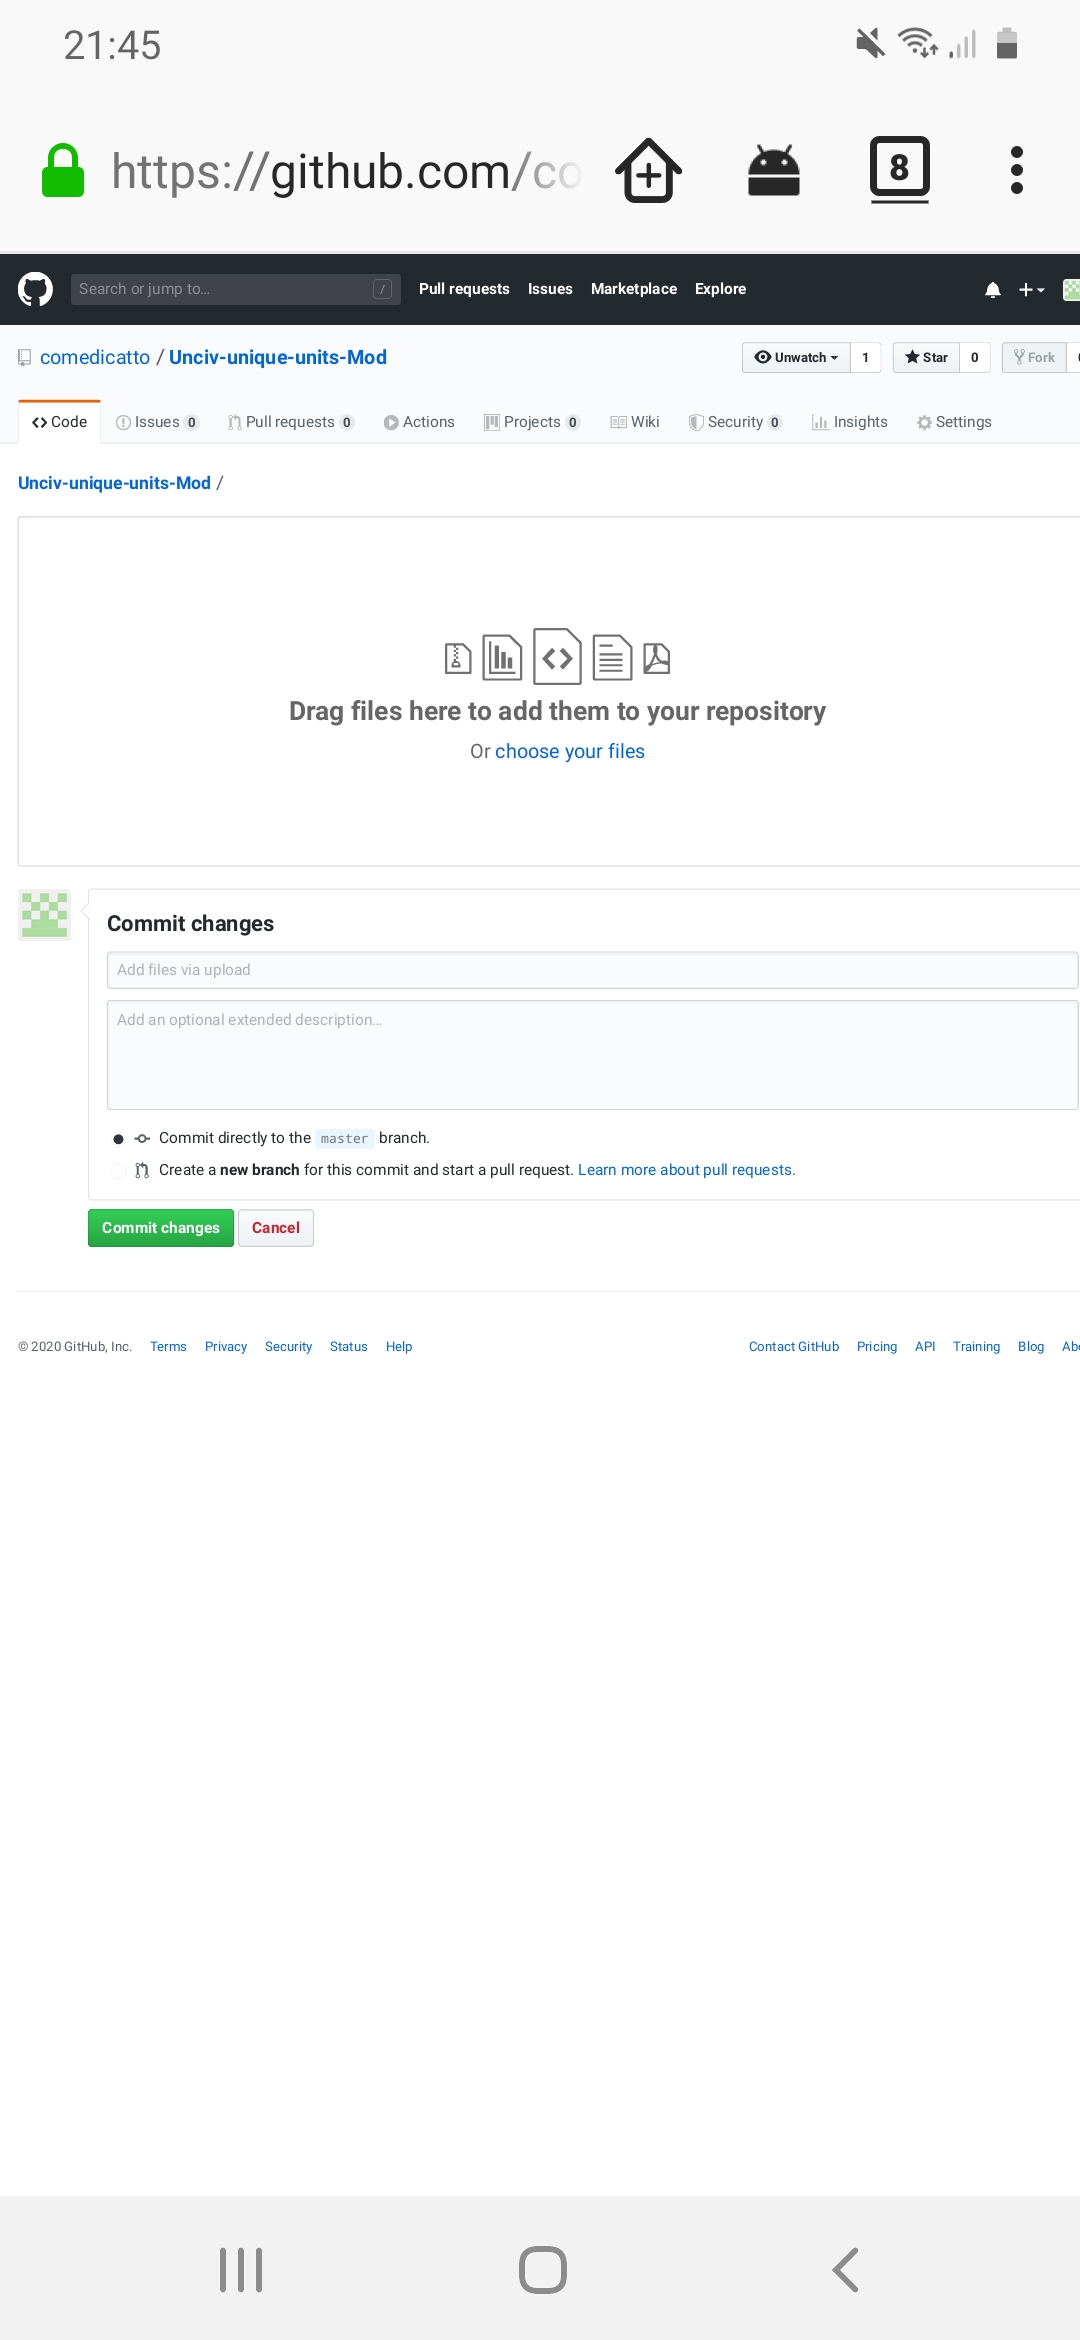 21:45
https://github.com/co
8
Search or jump to... /
Pull requests Issues Marketplace Explore
comedicatto / Unciv-unique-units-Mod
Unwatch 1 Star 0 Fork
Code Issues 0 Pull requests 0 Actions Projects 0 Wiki Security 0 Insights Settings
Unciv-unique-units-Mod /
Drag files here to add them to your repository
Or choose your files
Commit changes
Add files via upload
Add an optional extended description...
Commit directly to the master branch.
Create a new branch for this commit and start a pull request. Learn more about pull requests.
Commit changes Cancel
© 2020 GitHub, Inc. Terms Privacy Security Status Help Contact GitHub Pricing API Training Blog